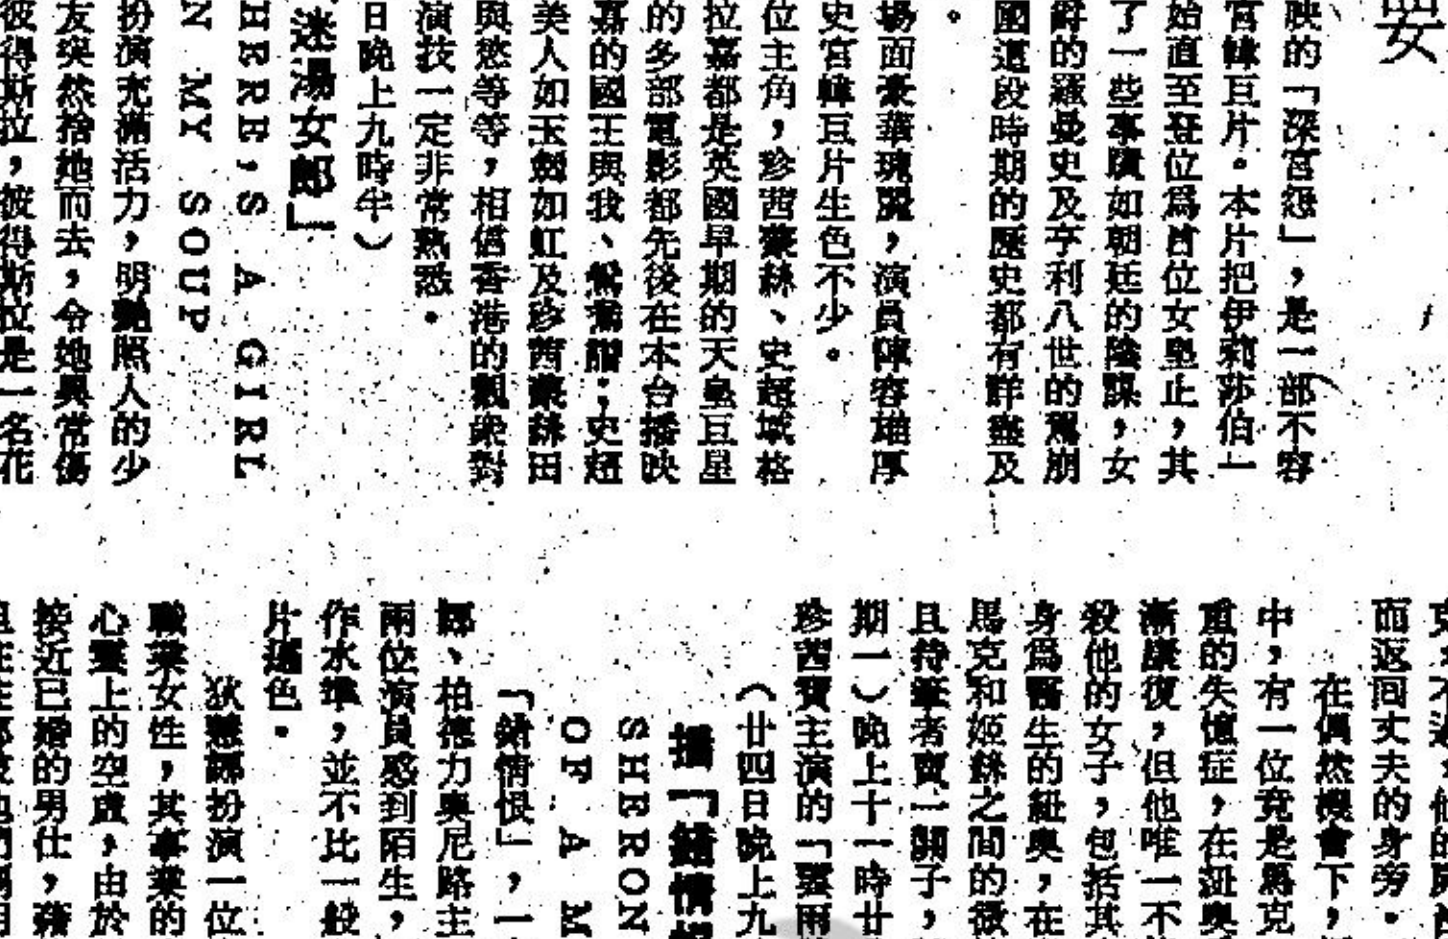 要
映的「深宮怨」，是一部不容
宮幃巨片。本片把伊莉莎伯一
始直至登位爲首位女皇止，其
了一些事蹟如朝廷的陰謀，女
爵的羅曼史及亨利八世的駕崩
國這段時期的歷史都有詳盡及
。
場面豪華瑰麗，演員陣容雄厚
史宮幃巨片生色不少。
位主角，珍茜蒙絲、史超域格
拉嘉都是英國早期的天皇巨星
的多部電影都先後在本台播映
嘉的國王與我、鴛鴦譜；史超
美人如玉劍如虹及珍茜蒙絲田
與慾等等，相信香港的觀衆對
演技一定非常熟悉。
日晚上九時半）
迷湯女郎」
HERE,S A GIRL
N MY SOUP
扮演充滿活力，明艷照人的少
友突然捨她而去，令她異常傷
彼得斯拉，彼得斯拉是一名花
而返回丈夫的身旁。
在偶然機會下，
中，有一位竟是爲克
重的失憶症，在紐奧
漸康復，但他唯一不
殺他的女子，包括其
身爲醫生的紐奧，在
馬克和姬絲之間的微
且待筆者賣一關子，
期一）晚上十一時廿
珍茜寶主演的「靈雨
（廿四日晚上九
播「錯情
SHERON
OF A M
「錯情恨」，一
娜、柏德力奧尼路主
兩位演員感到陌生，
作水準，並不比一般
片遜色。
狄慧娜扮演一位
職業女性，其事業的
心靈上的空虛，由於
接近已婚的男仕，藉